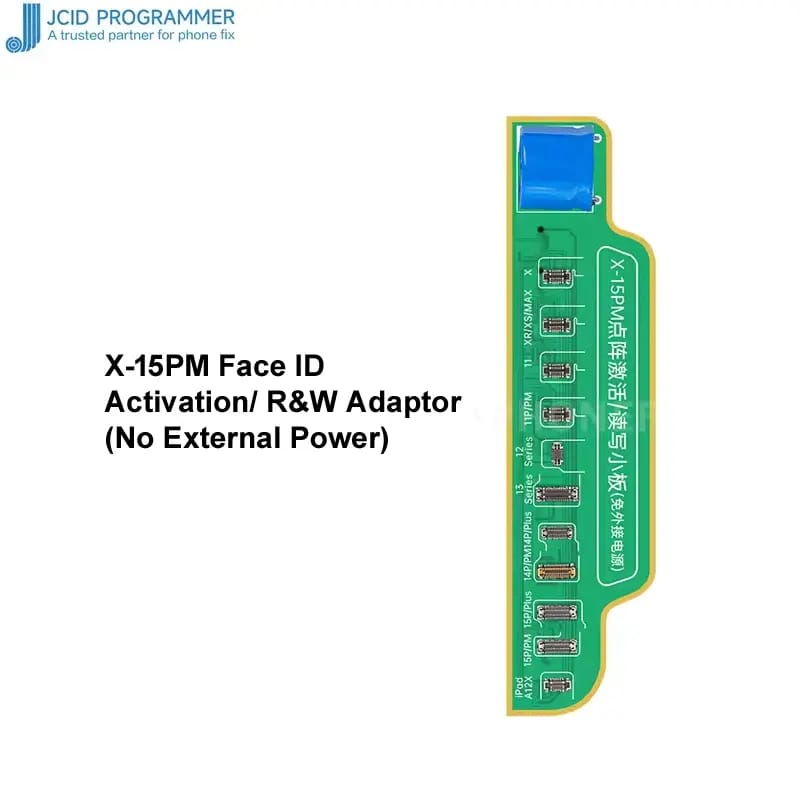 JCID PROGRAMMER
A trusted partner for phone fix
X-15PM Face ID
Activation/ R&W Adaptor
(No External Power)
X-15PM点阵激活/读写小板(免外接电源)
X
XR/XS/MAX
11
11P/PM
12
Series
13
Series
14P/Plus
14P/PM
15P/Plus
15P/PM
iPad
A12X